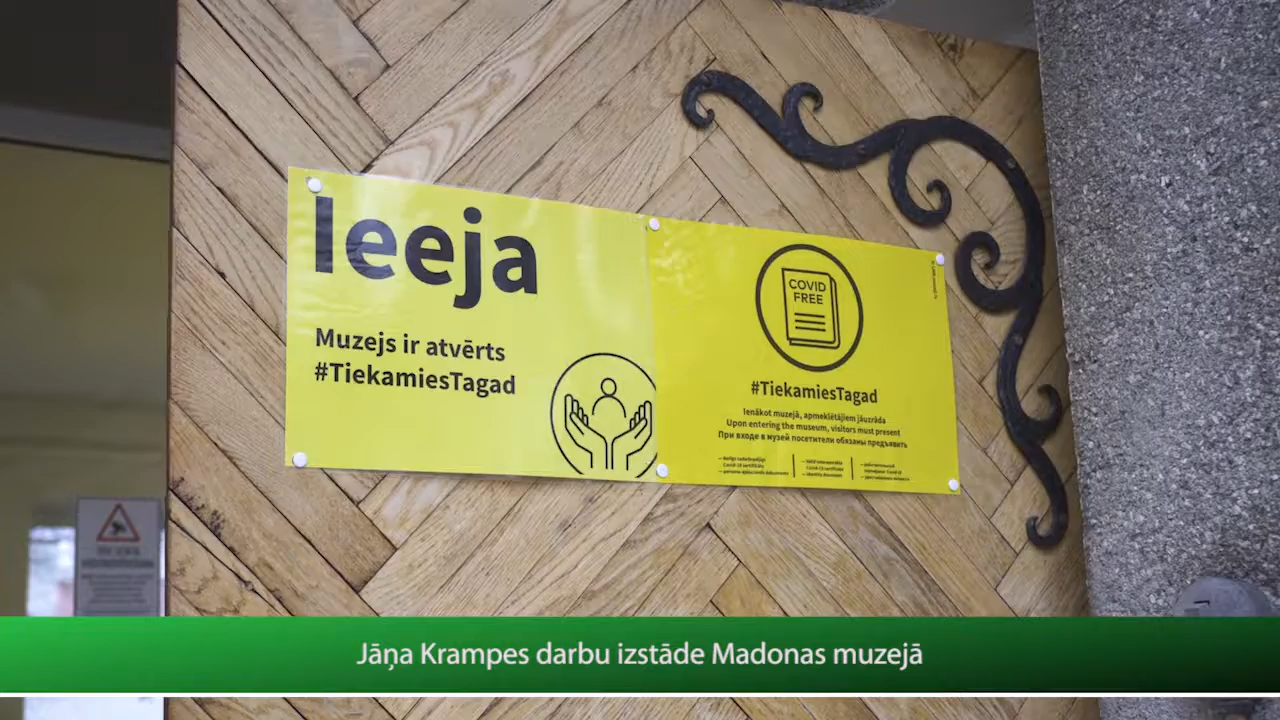 Ieeja
Muzejs ir atvērts
#TiekamiesTagad
COVID
FREE
#TiekamiesTagad
Ienākot muzejā, apmeklētājiem jāuzrāda
Upon entering the museum, visitors must present
При входе в музей посетители обязаны предъявить
Jāņa Krampes darbu izstāde Madonas muzejā